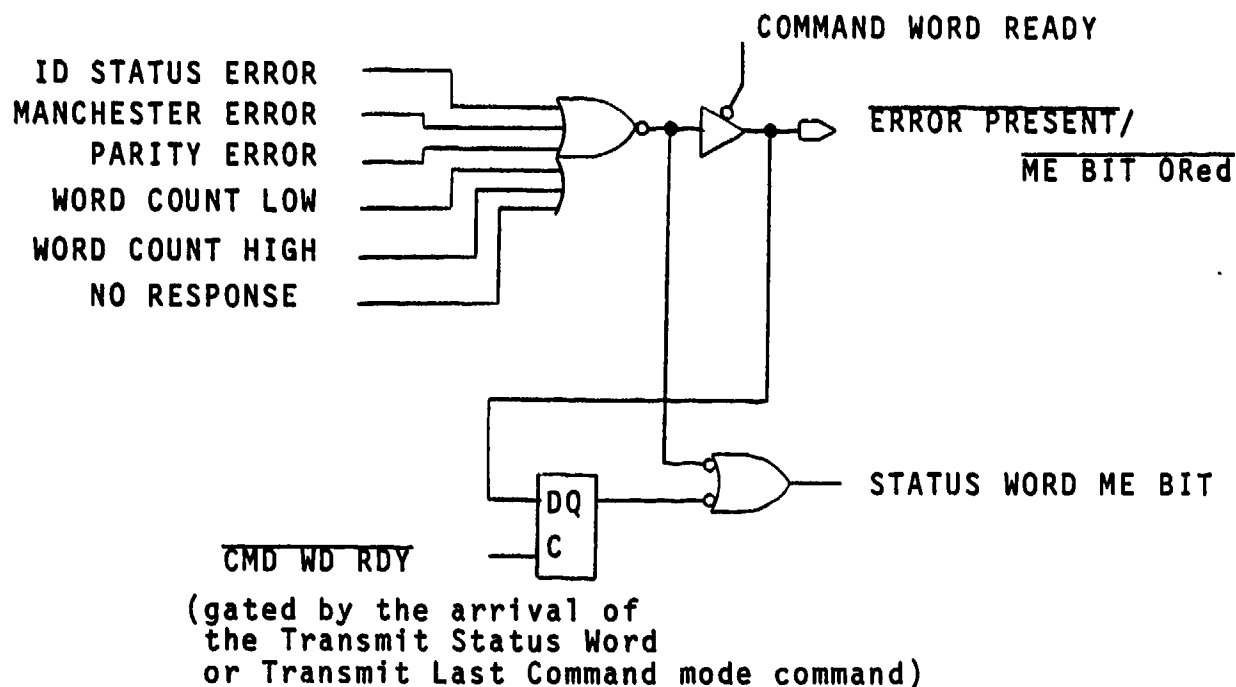 COMMAND WORD READY
ID STATUS ERROR
MANCHESTER ERROR
PARITY ERROR
WORD COUNT LOW
WORD COUNT HIGH
NO RESPONSE
ERROR PRESENT/
ME BIT ORed
DQ
C
STATUS WORD ME BIT
CMD WD RDY
(gated by the arrival of
the Transmit Status Word
or Transmit Last Command mode command)